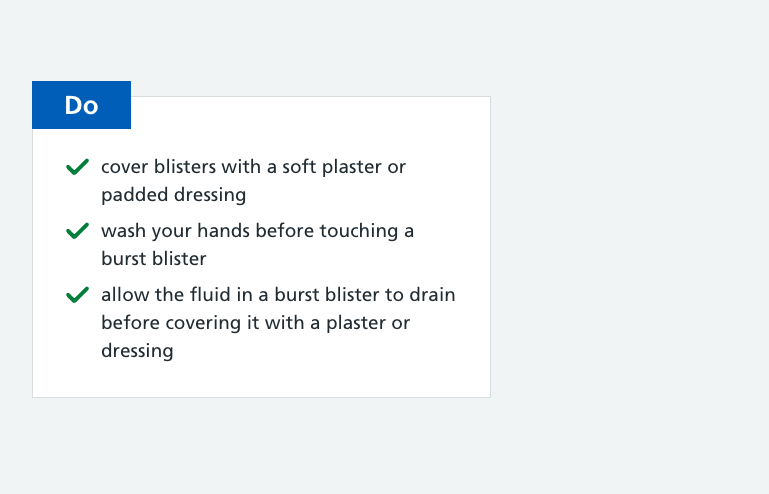 Do
cover blisters with a soft plaster or
padded dressing
wash your hands before touching a
burst blister
allow the fluid in a burst blister to drain
before covering it with a plaster or
dressing